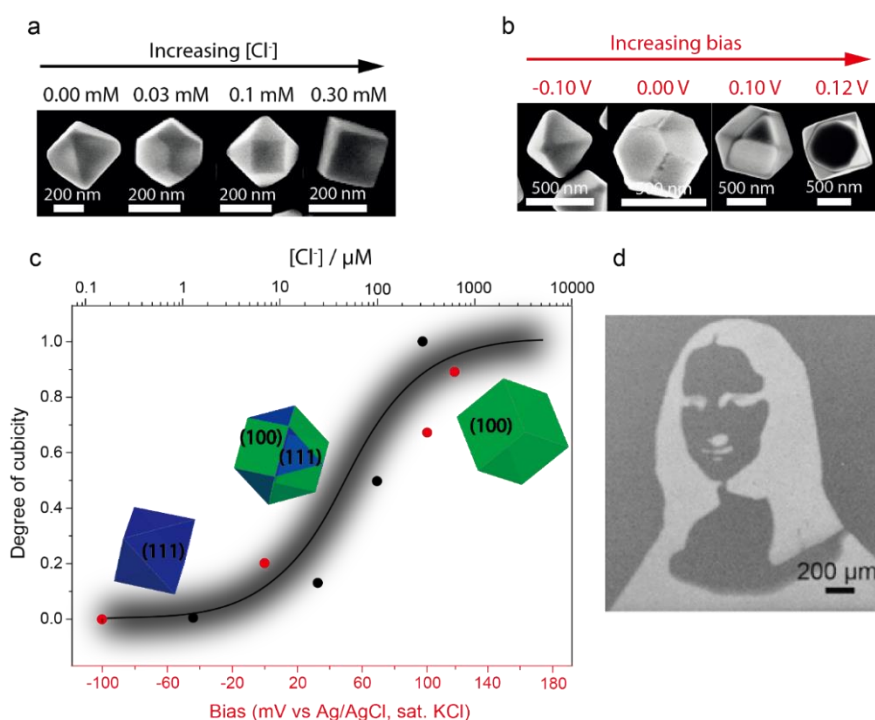 a
Increasing [Cl-]
0.00 mM 0.03 mM 0.1 mM 0.30 mM
200 nm 200 nm 200 nm 200 nm
b
Increasing bias
-0.10 V 0.00 V 0.10 V 0.12 V
500 nm 500 nm 500 nm 500 nm
c
[Cl-] / µM
0.1 1 10 100 1000 10000
Degree of cubicity
1.0
0.8
0.6
0.4
0.2
0.0
(100)
(111)
(100)
(111)
-100 -60 -20 20 60 100 140 180
Bias (mV vs Ag/AgCl, sat. KCl)
d
200 µm